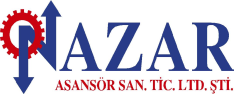 NAZAR
ASANSÖR SAN. TİC. LTD. ŞTİ.